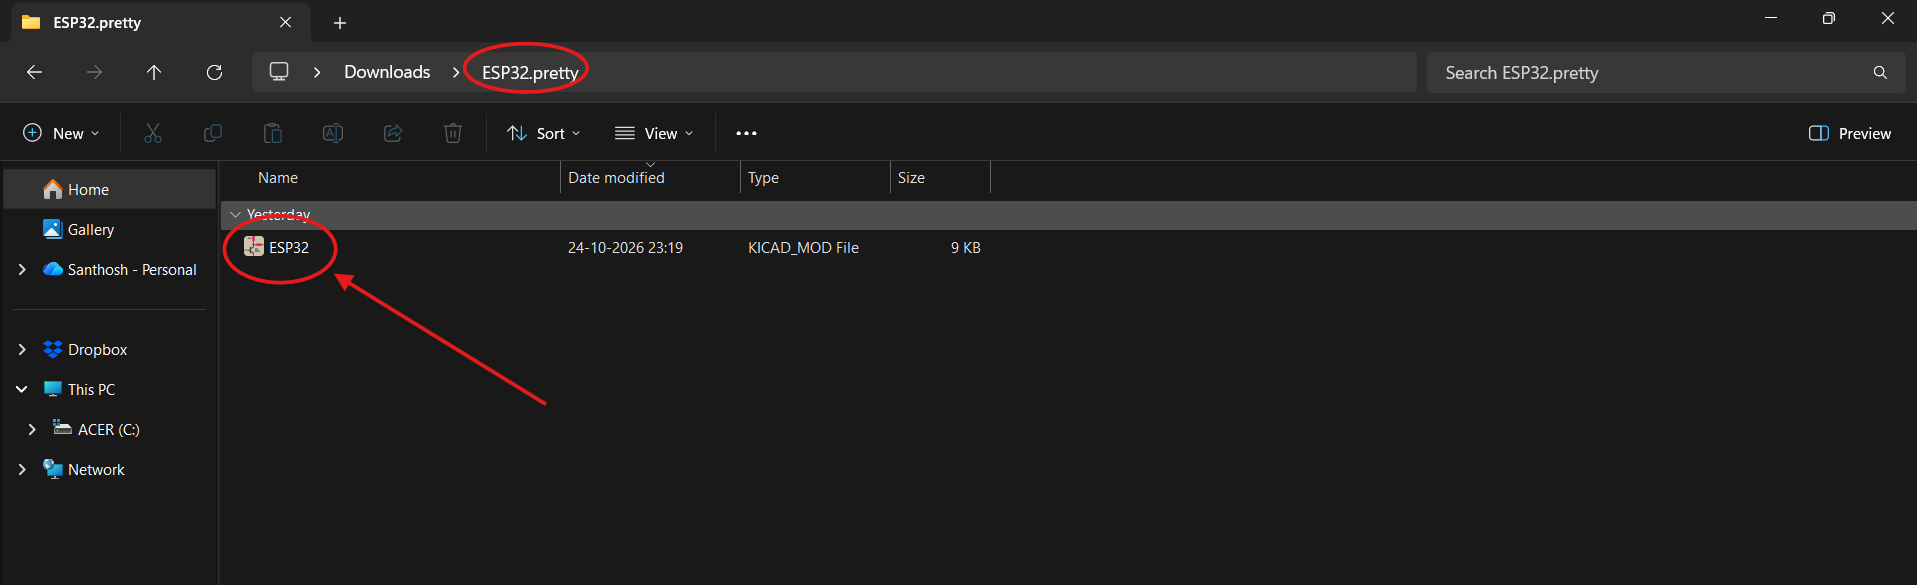 ESP32.pretty
Downloads ESP32.pretty
Search ESP32.pretty
New
Sort
View
Preview
Name Date modified Type Size
Home
Yesterday
Gallery
ESP32 24-10-2026 23:19 KICAD_MOD File 9 KB
Santhosh - Personal
Dropbox
This PC
ACER (C:)
Network